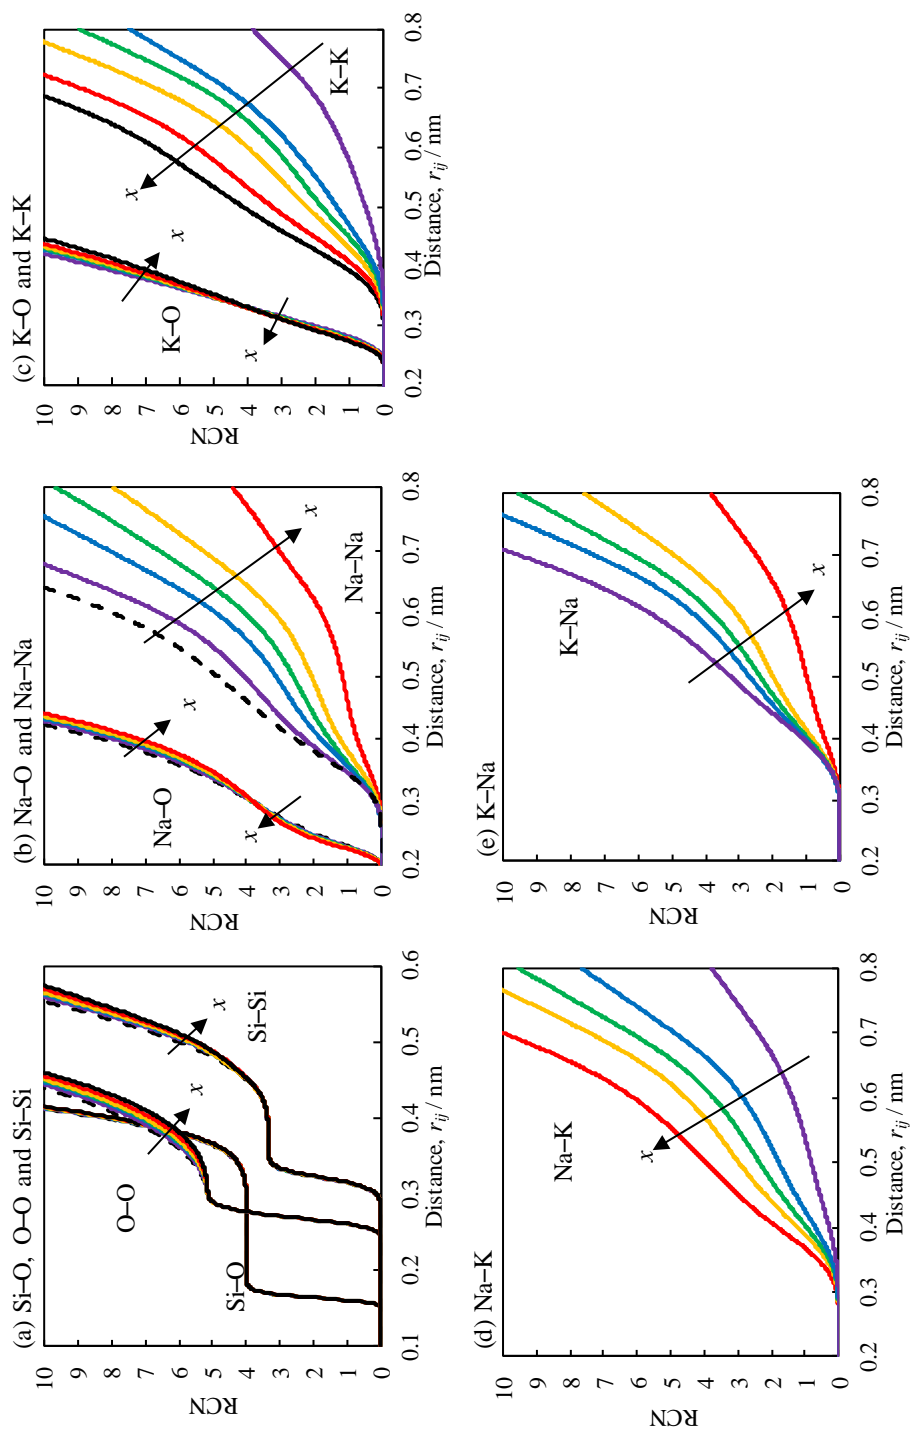 (a) Si–O, O–O and Si–Si
RCN
10
9
8
7
6
5
4
3
2
1
0
O–O
Si–O
Si–Si
x
x
0.1
0.2
0.3
0.4
0.5
0.6
Distance, rij / nm
(b) Na–O and Na–Na
RCN
10
9
8
7
6
5
4
3
2
1
0
Na–O
Na–Na
x
x
x
0.2
0.3
0.4
0.5
0.6
0.7
0.8
Distance, rij / nm
(c) K–O and K–K
RCN
10
9
8
7
6
5
4
3
2
1
0
K–O
K–K
x
x
x
0.2
0.3
0.4
0.5
0.6
0.7
0.8
Distance, rij / nm
(d) Na–K
RCN
10
9
8
7
6
5
4
3
2
1
0
Na–K
x
0.2
0.3
0.4
0.5
0.6
0.7
0.8
Distance, rij / nm
(e) K–Na
RCN
10
9
8
7
6
5
4
3
2
1
0
K–Na
x
0.2
0.3
0.4
0.5
0.6
0.7
0.8
Distance, rij / nm